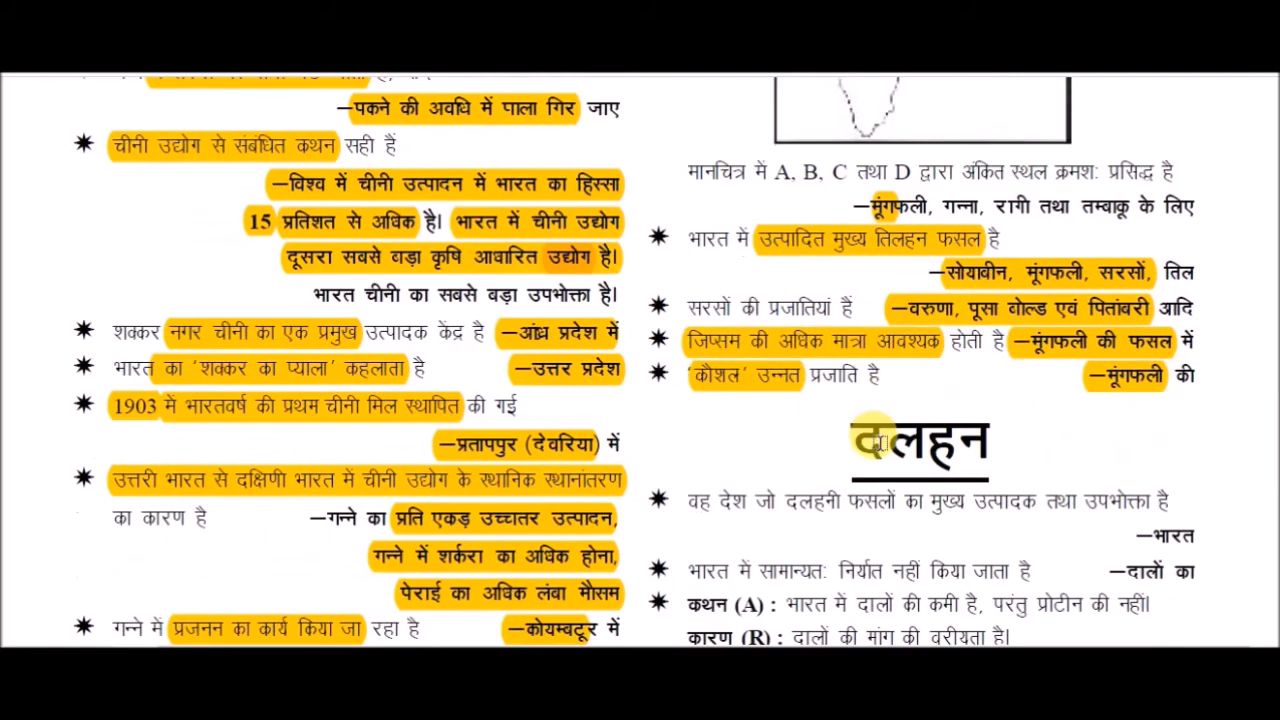 —पकने की अवधि में पाला गिर जाए
✷ चीनी उद्योग से संबंधित कथन सही हैं
—विश्व में चीनी उत्पादन में भारत का हिस्सा
15 प्रतिशत से अधिक है। भारत में चीनी उद्योग
दूसरा सबसे बड़ा कृषि आधारित उद्योग है।
भारत चीनी का सबसे बड़ा उपभोक्ता है।
✷ शक्कर नगर चीनी का एक प्रमुख उत्पादक केंद्र है —आंध्र प्रदेश में
✷ भारत का 'शक्कर का प्याला' कहलाता है —उत्तर प्रदेश
✷ 1903 में भारतवर्ष की प्रथम चीनी मिल स्थापित की गई
—प्रतापपुर (देवरिया) में
✷ उत्तरी भारत से दक्षिणी भारत में चीनी उद्योग के स्थानिक स्थानांतरण
का कारण है —गन्ने का प्रति एकड़ उच्चतर उत्पादन,
गन्ने में शर्करा का अधिक होना,
पेराई का अधिक लंबा मौसम
✷ गन्ने में प्रजनन का कार्य किया जा रहा है —कोयम्बटूर में
मानचित्र में A, B, C तथा D द्वारा अंकित स्थल क्रमशः प्रसिद्ध है
—मूंगफली, गन्ना, रागी तथा तम्बाकू के लिए
✷ भारत में उत्पादित मुख्य तिलहन फसल है
—सोयाबीन, मूंगफली, सरसों, तिल
सरसों की प्रजातियां हैं —वरुणा, पूसा बोल्ड एवं पितांबरी आदि
✷ जिप्सम की अधिक मात्रा आवश्यक होती है —मूंगफली की फसल में
✷ 'कौशल' उन्नत प्रजाति है —मूंगफली की
दलहन
✷ वह देश जो दलहनी फसलों का मुख्य उत्पादक तथा उपभोक्ता है
—भारत
✷ भारत में सामान्यतः निर्यात नहीं किया जाता है —दालों का
✷ कथन (A) : भारत में दालों की कमी है, परंतु प्रोटीन की नहीं।
कारण (R) : दालों की मांग की वरीयता है।